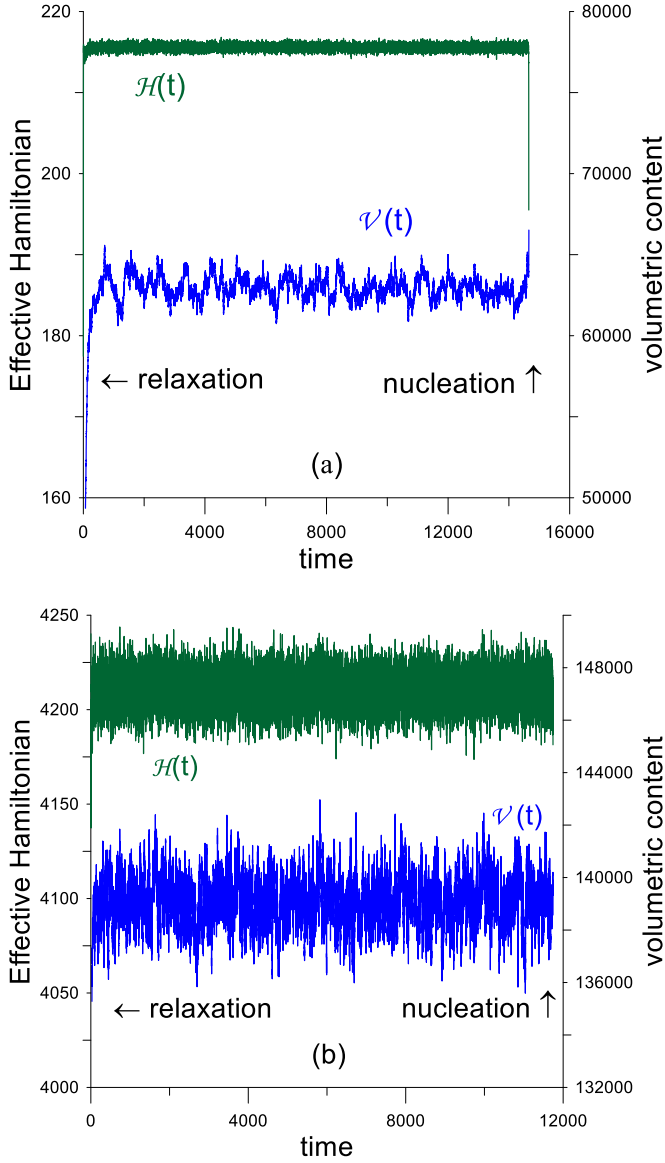 220
80000
ℋ(t)
200
70000
𝒱(t)
Effective Hamiltonian
volumetric content
180
60000
← relaxation
nucleation ↑
(a)
160
50000
0
4000
8000
12000
16000
time
4250
148000
4200
ℋ(t)
144000
4150
𝒱(t)
Effective Hamiltonian
volumetric content
4100
140000
4050
136000
← relaxation
nucleation ↑
(b)
4000
132000
0
4000
8000
12000
time